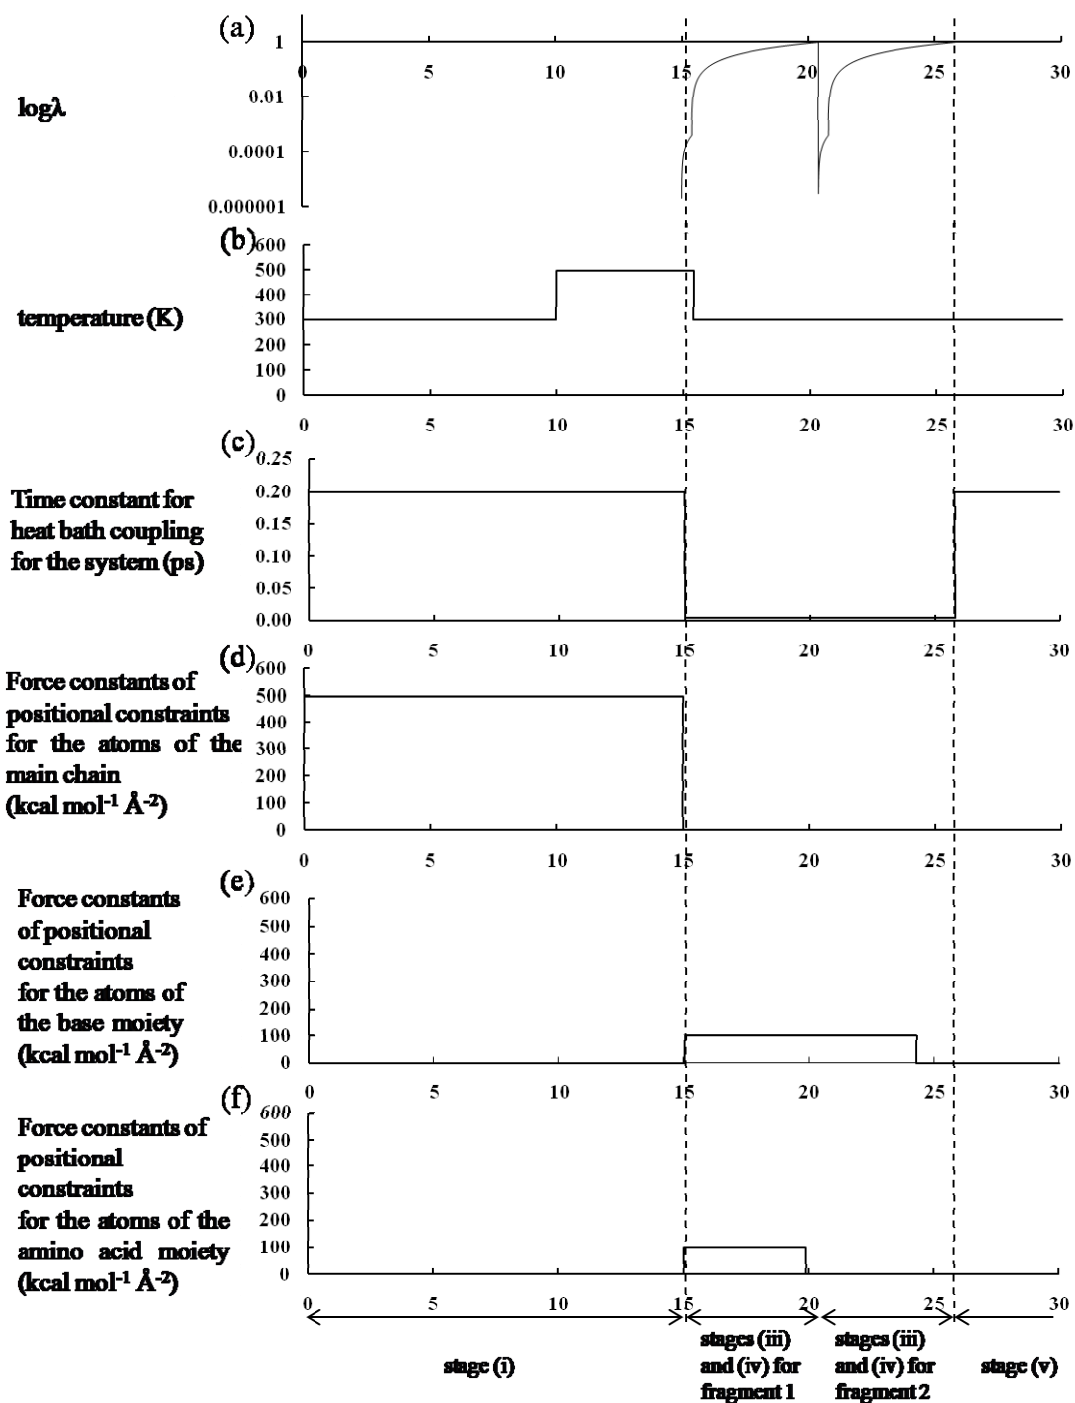 (a)
1
0 5 10 15 20 25 30
0.01
logλ
0.0001
0.000001
(b)
600
500
400
temperature (K)
300
200
100
0
0 5 10 15 20 25 30
(c)
0.25
Time constant for
heat bath coupling
for the system (ps)
0.20
0.15
0.10
0.05
0.00
0 5 10 15 20 25 30
(d)
600
Force constants of
positional constraints
for the atoms of the
main chain
(kcal mol⁻¹ Å⁻²)
500
400
300
200
100
0
0 5 10 15 20 25 30
(e)
600
Force constants
of positional
constraints
for the atoms of
the base moiety
(kcal mol⁻¹ Å⁻²)
500
400
300
200
100
0
0 5 10 15 20 25 30
(f)
600
Force constants of
positional
constraints
for the atoms of the
amino acid moiety
(kcal mol⁻¹ Å⁻²)
500
400
300
200
100
0
0 5 10 15 20 25 30
stage (i)
stages (iii)
and (iv) for
fragment 1
stages (iii)
and (iv) for
fragment 2
stage (v)